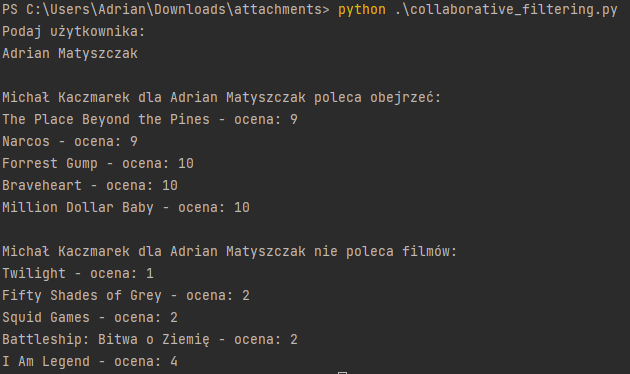 PS C:\Users\Adrian\Downloads\attachments> python .\collaborative_filtering.py
Podaj użytkownika:
Adrian Matyszczak
Michał Kaczmarek dla Adrian Matyszczak poleca obejrzeć:
The Place Beyond the Pines - ocena: 9
Narcos - ocena: 9
Forrest Gump - ocena: 10
Braveheart - ocena: 10
Million Dollar Baby - ocena: 10
Michał Kaczmarek dla Adrian Matyszczak nie poleca filmów:
Twilight - ocena: 1
Fifty Shades of Grey - ocena: 2
Squid Games - ocena: 2
Battleship: Bitwa o Ziemię - ocena: 2
I Am Legend - ocena: 4